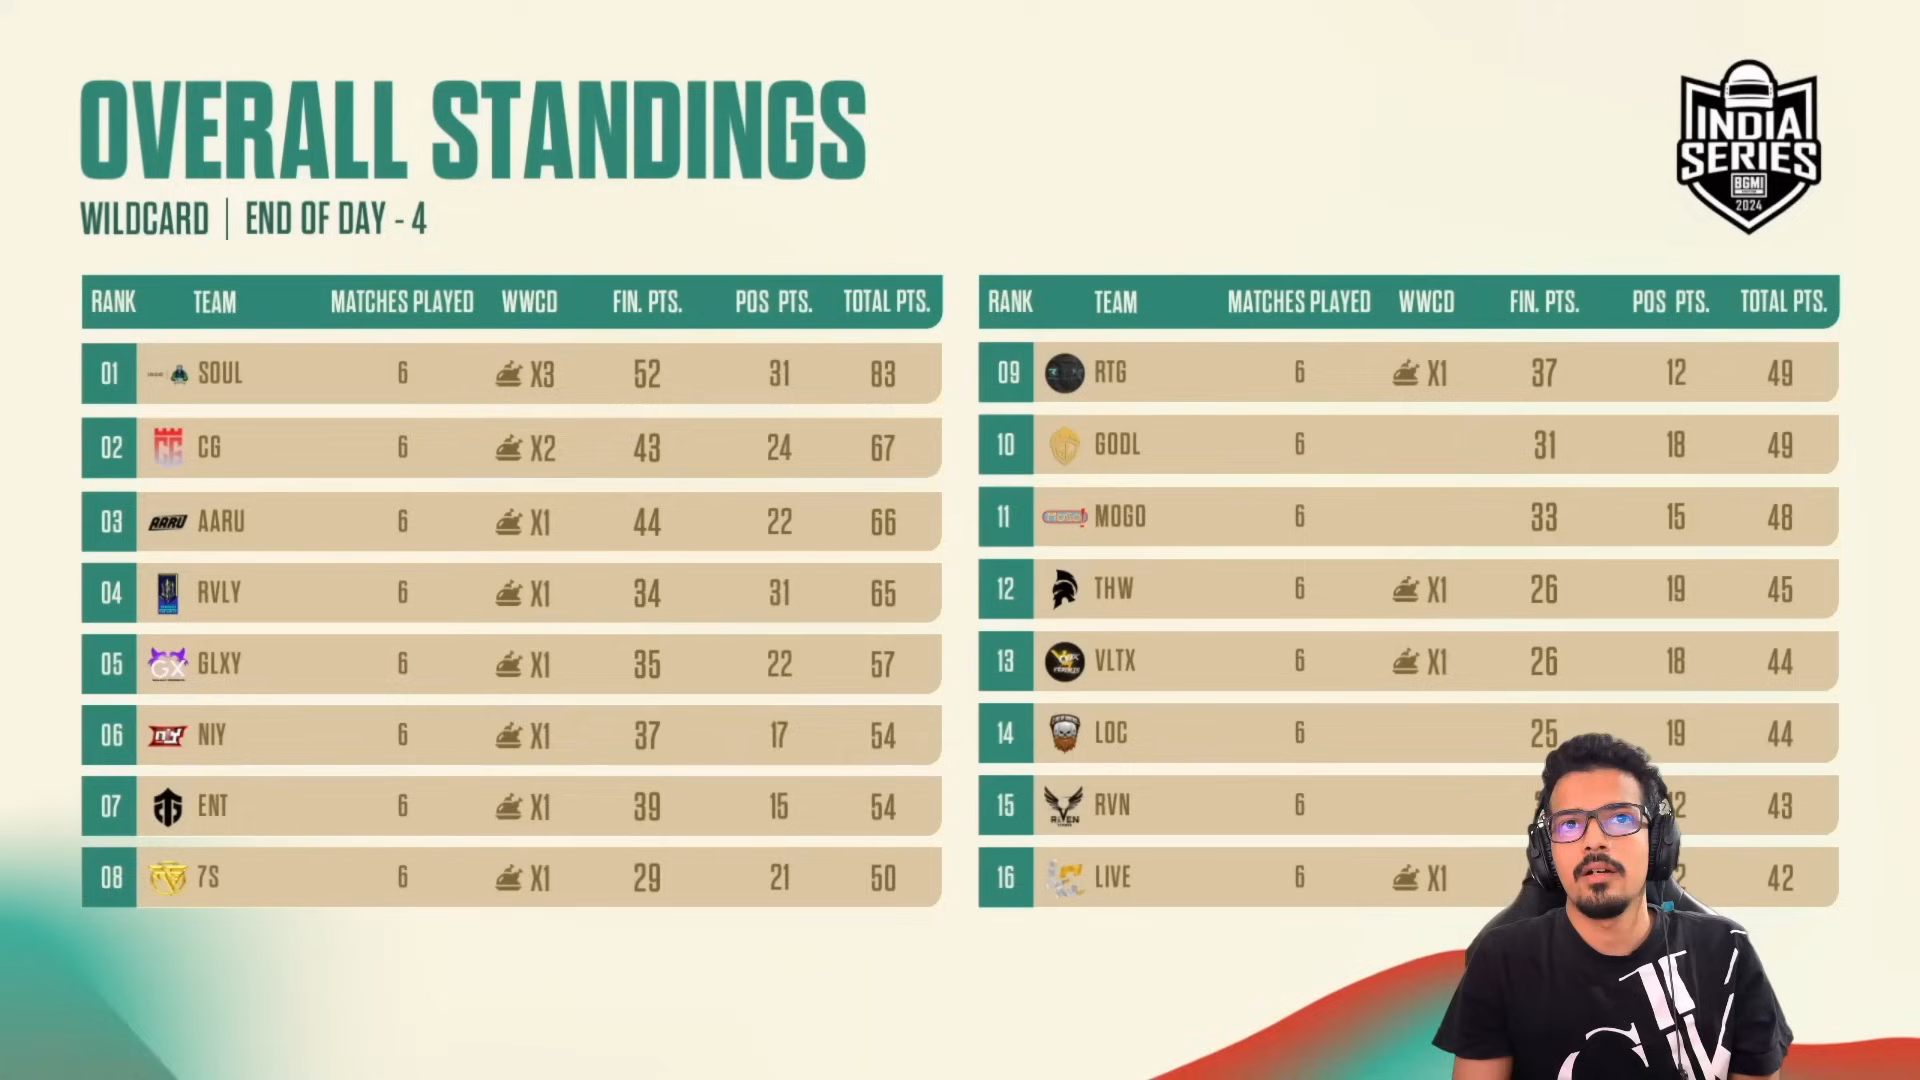 OVERALL STANDINGS
WILDCARD | END OF DAY - 4
INDIA
SERIES
BGMI
2024
RANK TEAM MATCHES PLAYED WWCD FIN. PTS. POS PTS. TOTAL PTS.
01 SOUL 6 X3 52 31 83
02 CG CG 6 X2 43 24 67
03 AARU AARU 6 X1 44 22 66
04 RVLY 6 X1 34 31 65
05 GX GLXY 6 X1 35 22 57
06 NIY NIY 6 X1 37 17 54
07 ENT 6 X1 39 15 54
08 7S 6 X1 29 21 50
RANK TEAM MATCHES PLAYED WWCD FIN. PTS. POS PTS. TOTAL PTS.
09 RTG 6 X1 37 12 49
10 GODL 6 31 18 49
11 MOGO! MOGO 6 33 15 48
12 THW 6 X1 26 19 45
13 VLTX 6 X1 26 18 44
14 LOC 6 25 19 44
15 RAVEN RVN 6 43
16 LIVE 6 X1 42